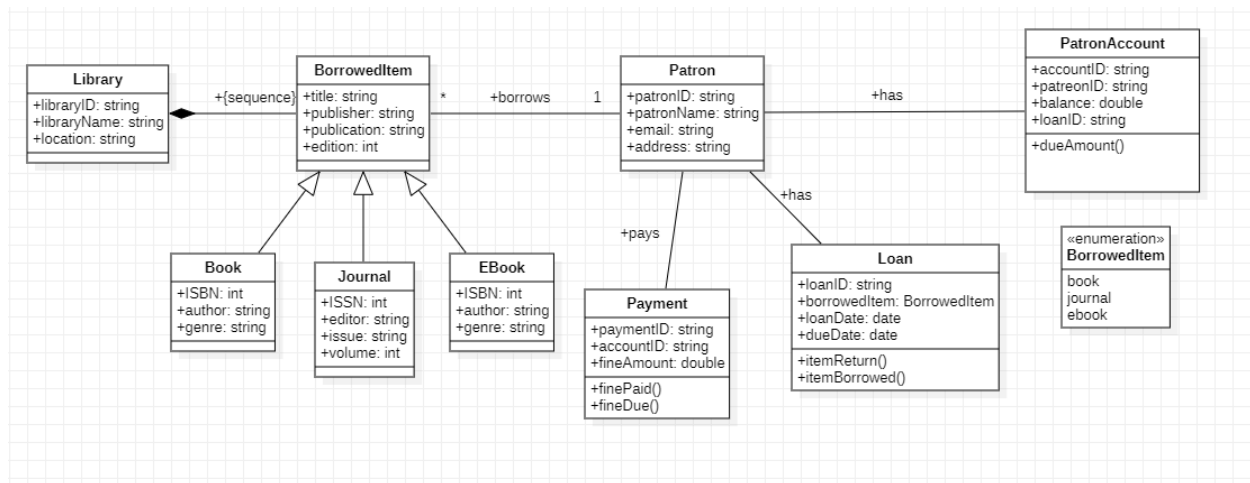 Library
+libraryID: string
+libraryName: string
+location: string
+{sequence}
BorrowedItem
+title: string
+publisher: string
+publication: string
+edition: int
*
+borrows
1
Patron
+patronID: string
+patronName: string
+email: string
+address: string
+has
PatronAccount
+accountID: string
+patreonID: string
+balance: double
+loanID: string
+dueAmount()
+pays
+has
Book
+ISBN: int
+author: string
+genre: string
Journal
+ISSN: int
+editor: string
+issue: string
+volume: int
EBook
+ISBN: int
+author: string
+genre: string
Payment
+paymentID: string
+accountID: string
+fineAmount: double
+finePaid()
+fineDue()
Loan
+loanID: string
+borrowedItem: BorrowedItem
+loanDate: date
+dueDate: date
+itemReturn()
+itemBorrowed()
«enumeration»
BorrowedItem
book
journal
ebook